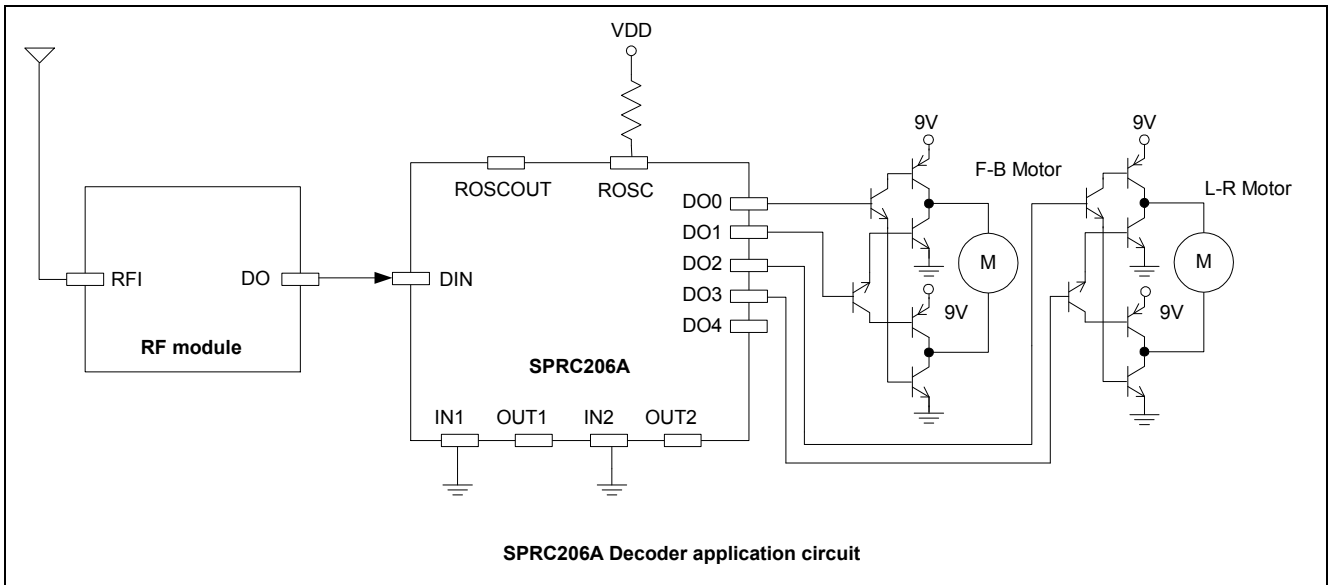 VDD
9V
9V
ROSCOUT
ROSC
F-B Motor
L-R Motor
DO0
DO1
DO2
DO3
DO4
RFI
DO
DIN
M
M
9V
9V
RF module
SPRC206A
IN1
OUT1
IN2
OUT2
SPRC206A Decoder application circuit